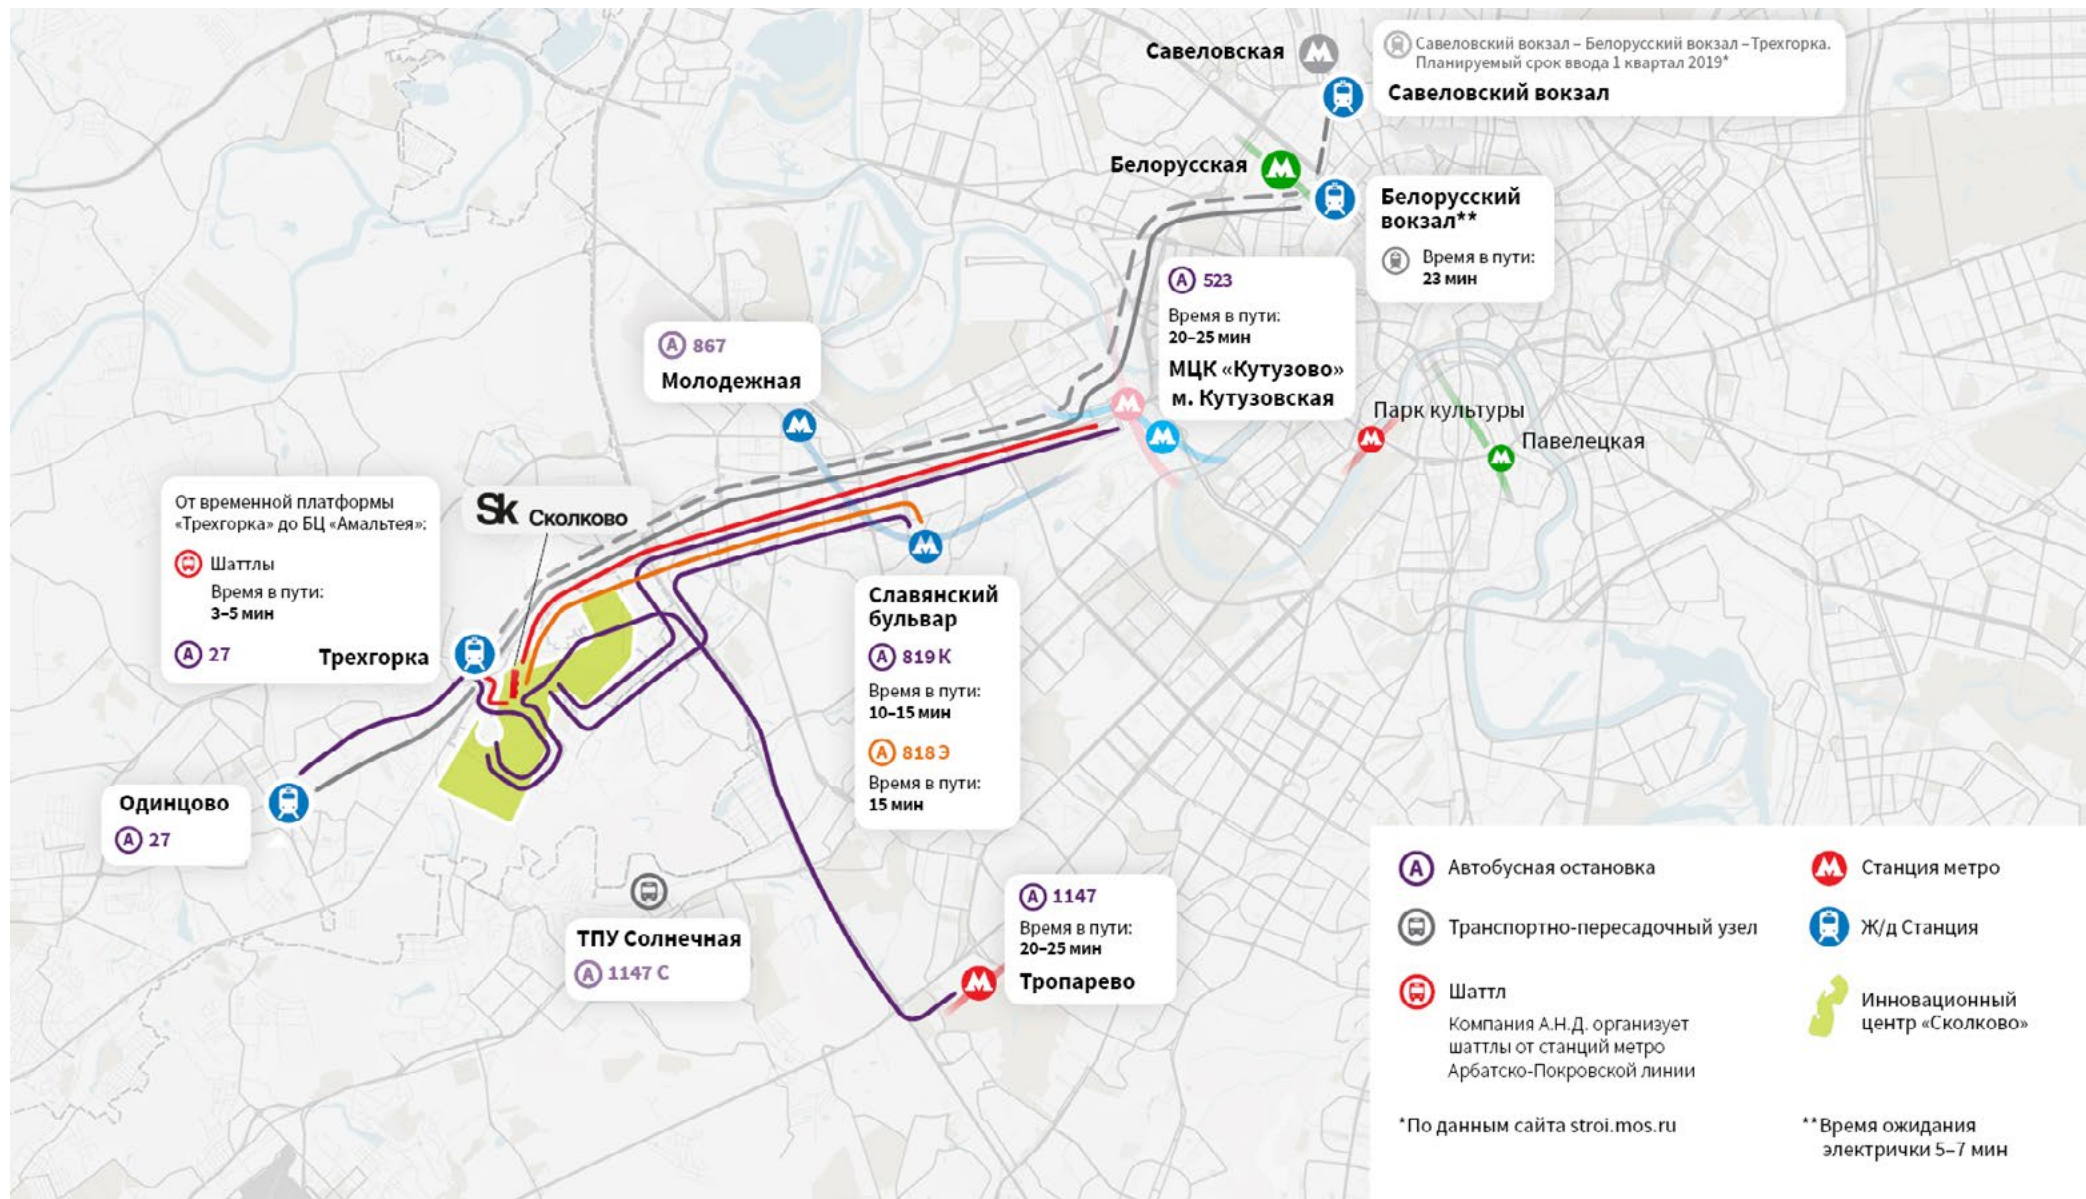 Савеловская
Савеловский вокзал – Белорусский вокзал –Трехгорка.
Планируемый срок ввода 1 квартал 2019*
Савеловский вокзал
Белорусская
Белорусский
вокзал**
Время в пути:
23 мин
А 523
Время в пути:
20–25 мин
МЦК «Кутузово»
м. Кутузовская
А 867
Молодежная
Парк культуры
Павелецкая
От временной платформы
«Трехгорка» до БЦ «Амальтея»:
Шаттлы
Время в пути:
3–5 мин
А 27
Трехгорка
Sk Сколково
Славянский
бульвар
А 819 К
Время в пути:
10–15 мин
А 818 Э
Время в пути:
15 мин
Одинцово
А 27
ТПУ Солнечная
А 1147 С
А 1147
Время в пути:
20–25 мин
Тропарево
А Автобусная остановка
Транспортно-пересадочный узел
Шаттл
Компания А.Н.Д. организует
шаттлы от станций метро
Арбатско-Покровской линии
*По данным сайта stroi.mos.ru
М Станция метро
Ж/д Станция
Инновационный
центр «Сколково»
**Время ожидания
электрички 5–7 мин